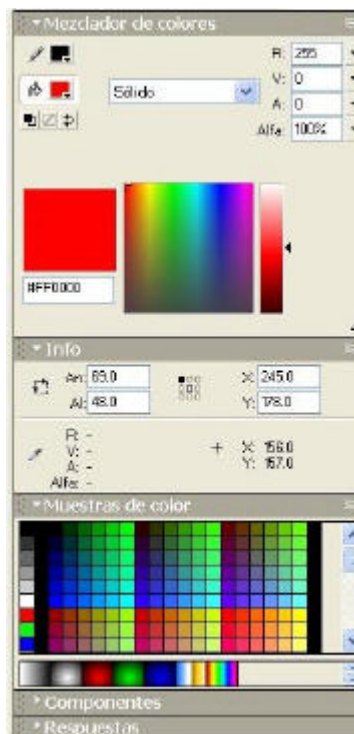 Mezclador de colores
R: 255
Sólido
V: 0
A: 0
Alfa: 100%
#FF0000
Info
An: 69.0 X: 245.0
Al: 48.0 Y: 178.0
R: -
V: - X: 156.0
A: - Y: 157.0
Alfa: -
Muestras de color
Componentes
Respuestas